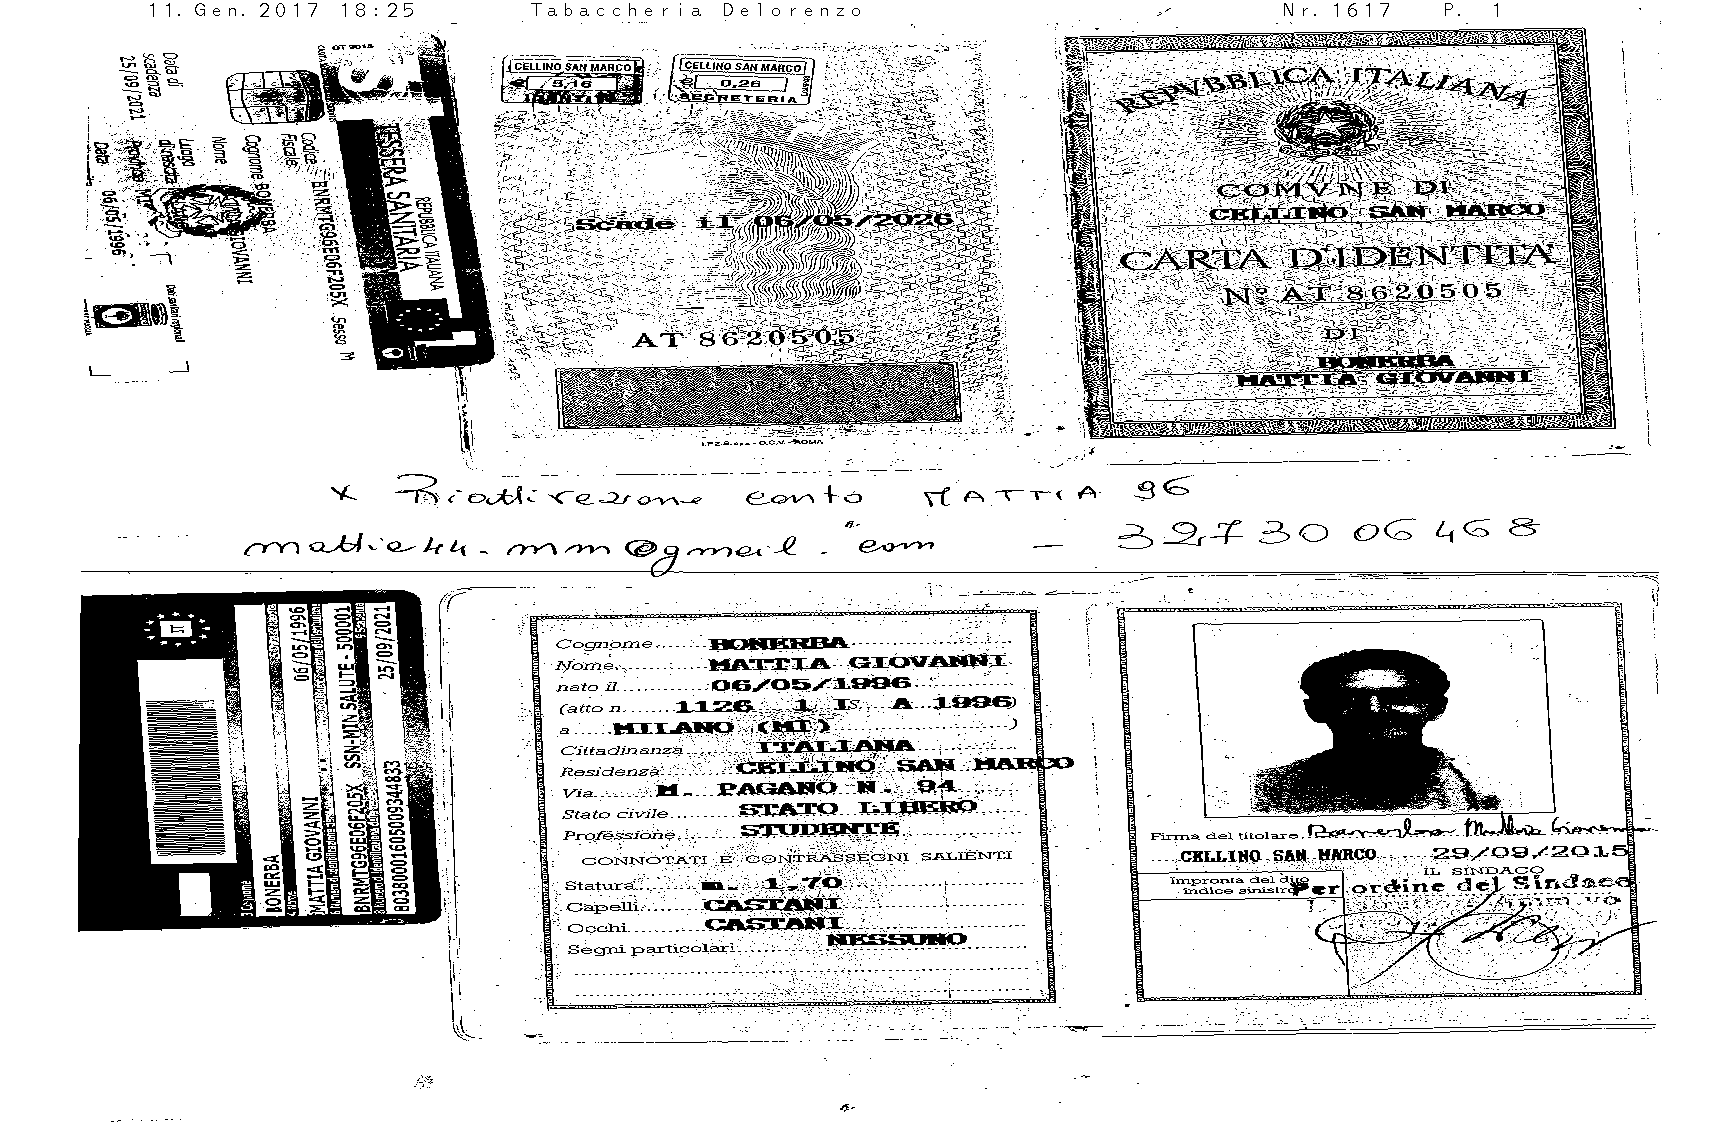 11. Gen. 2017 18:25 Tabaccheria Delorenzo Nr. 1617 P. 1
Data di scadenza 25/09/2021
Codice Fiscale BNRMTG96E06F205X Sesso M
Cognome BONERBA
Nome GIOVANNI
Luogo di nascita
Provincia MI
Data 06/05/1996
TESSERA SANITARIA
REPUBBLICA ITALIANA
CELLINO SAN MARCO
5,16
CELLINO SAN MARCO
0,26
SEGRETERIA
Scade il 06/05/2026
AT 8620505
REPVBBLICA ITALIANA
COMVNE DI
CELLINO SAN MARCO
CARTA D'IDENTITA'
Nº AT 8620505
DI
BONERBA
MATTIA GIOVANNI
x Riattivazione conto MATTIA 96
mattia44.mm@gmail.com - 3273006468
IT
BONERBA
MATTIA GIOVANNI 06/05/1996
BNRMTG96E06F205X SSN-MIN SALUTE - 500001
80380001605009344833 25/09/2021
Cognome BONERBA
Nome MATTIA GIOVANNI
nato il 06/05/1996
(atto n. 1126 1 I S. A 1996)
a MILANO (MI) )
Cittadinanza ITALIANA
Residenza CELLINO SAN MARCO
Via M. PAGANO N. 94
Stato civile STATO LIBERO
Professione STUDENTE
CONNOTATI E CONTRASSEGNI SALIENTI
Statura m. 1.70
Capelli CASTANI
Occhi CASTANI
Segni particolari NESSUNO
Firma del titolare Bonerba Mattia Giovanni
CELLINO SAN MARCO 29/09/2015
IL SINDACO
Impronta del dito indice sinistro
Per ordine del Sindaco